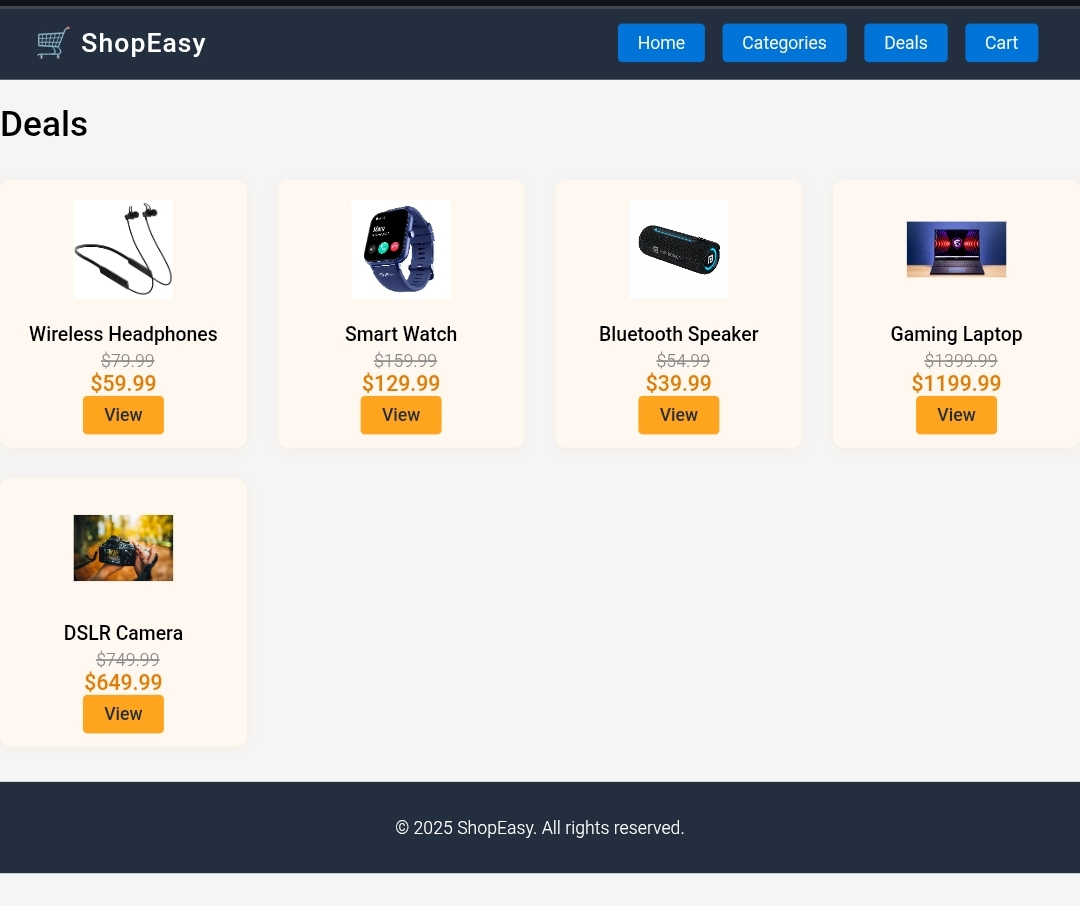 ShopEasy
Home
Categories
Deals
Cart
Deals
Wireless Headphones
$79.99
$59.99
View
Smart Watch
$159.99
$129.99
View
Bluetooth Speaker
$54.99
$39.99
View
Gaming Laptop
$1399.99
$1199.99
View
DSLR Camera
$749.99
$649.99
View
© 2025 ShopEasy. All rights reserved.